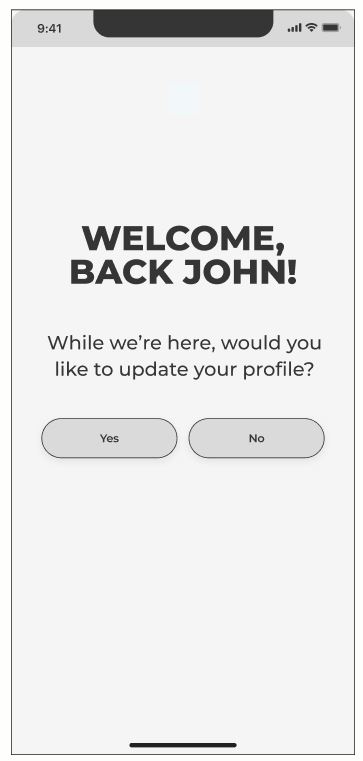 9:41
WELCOME,
BACK JOHN!
While we’re here, would you
like to update your profile?
Yes No